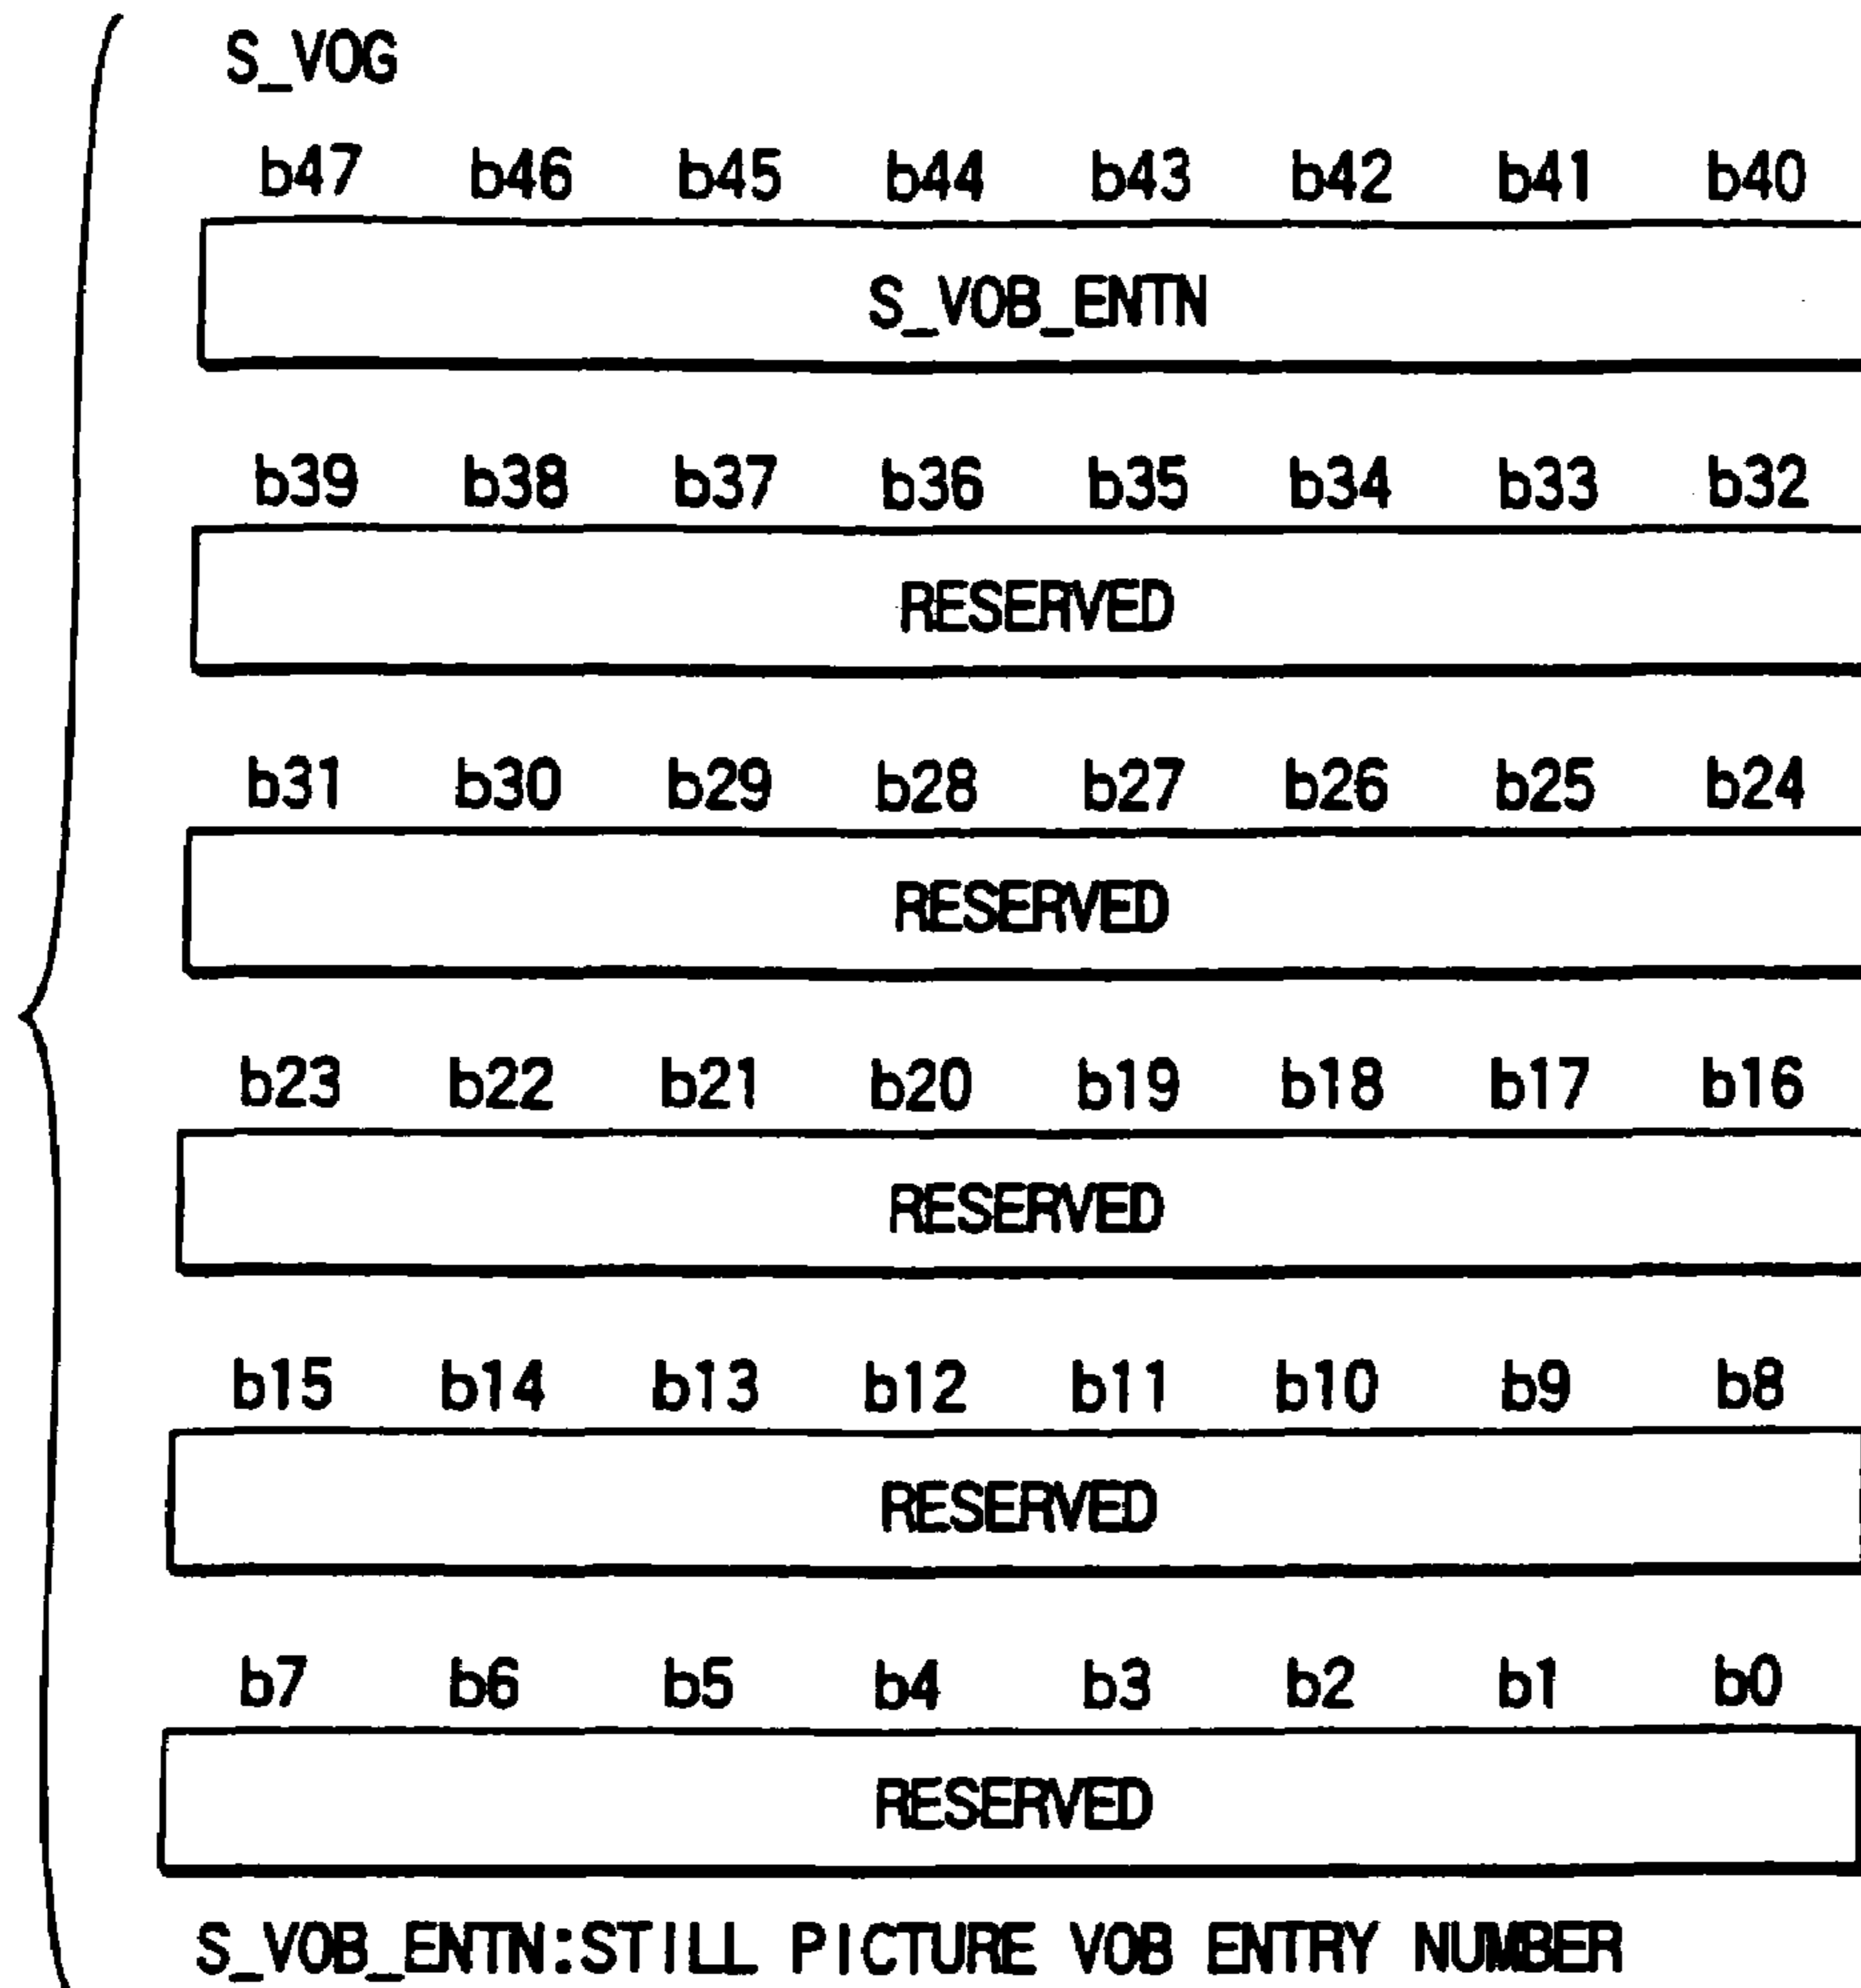 S_VOG
b47 b46 b45 b44 b43 b42 b41 b40
S_VOB_ENTN
b39 b38 b37 b36 b35 b34 b33 b32
RESERVED
b31 b30 b29 b28 b27 b26 b25 b24
RESERVED
b23 b22 b21 b20 b19 b18 b17 b16
RESERVED
b15 b14 b13 b12 b11 b10 b9 b8
RESERVED
b7 b6 b5 b4 b3 b2 b1 b0
RESERVED
S_VOB_ENTN:STILL PICTURE VOB ENTRY NUMBER